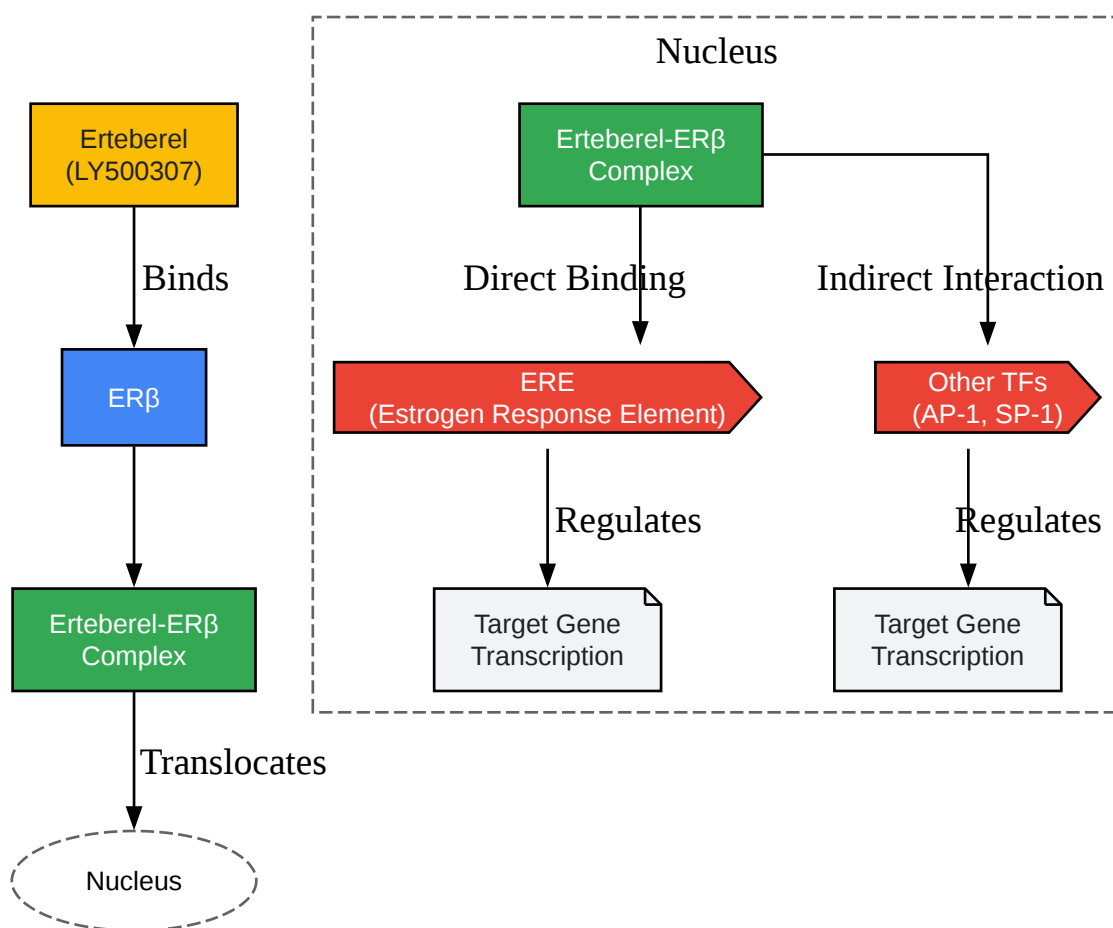 Nucleus
Erteberel
(LY500307)
Erteberel-ERβ
Complex
Binds
Direct Binding
Indirect Interaction
ERβ
ERE
(Estrogen Response Element)
Other TFs
(AP-1, SP-1)
Regulates
Regulates
Erteberel-ERβ
Complex
Target Gene
Transcription
Target Gene
Transcription
Translocates
Nucleus